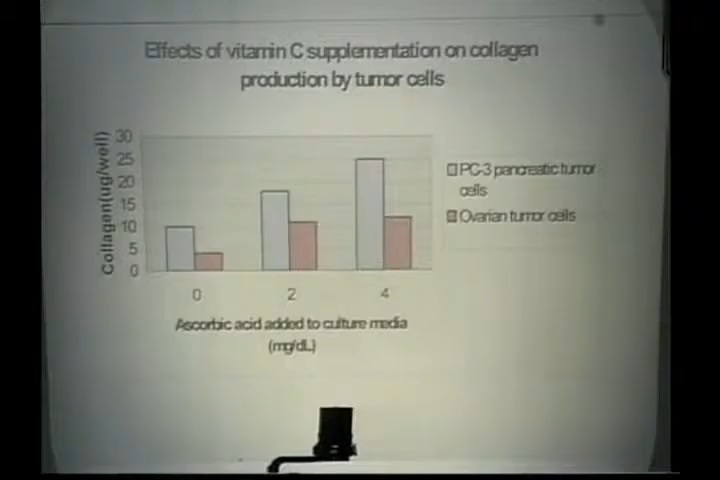 Effects of vitamin C supplementation on collagen
production by tumor cells
Collagen(ug/well)
30
25
20
15
10
5
0
0 2 4
Ascorbic acid added to culture media
(mg/dL)
PC-3 pancreatic tumor
cells
Ovarian tumor cells